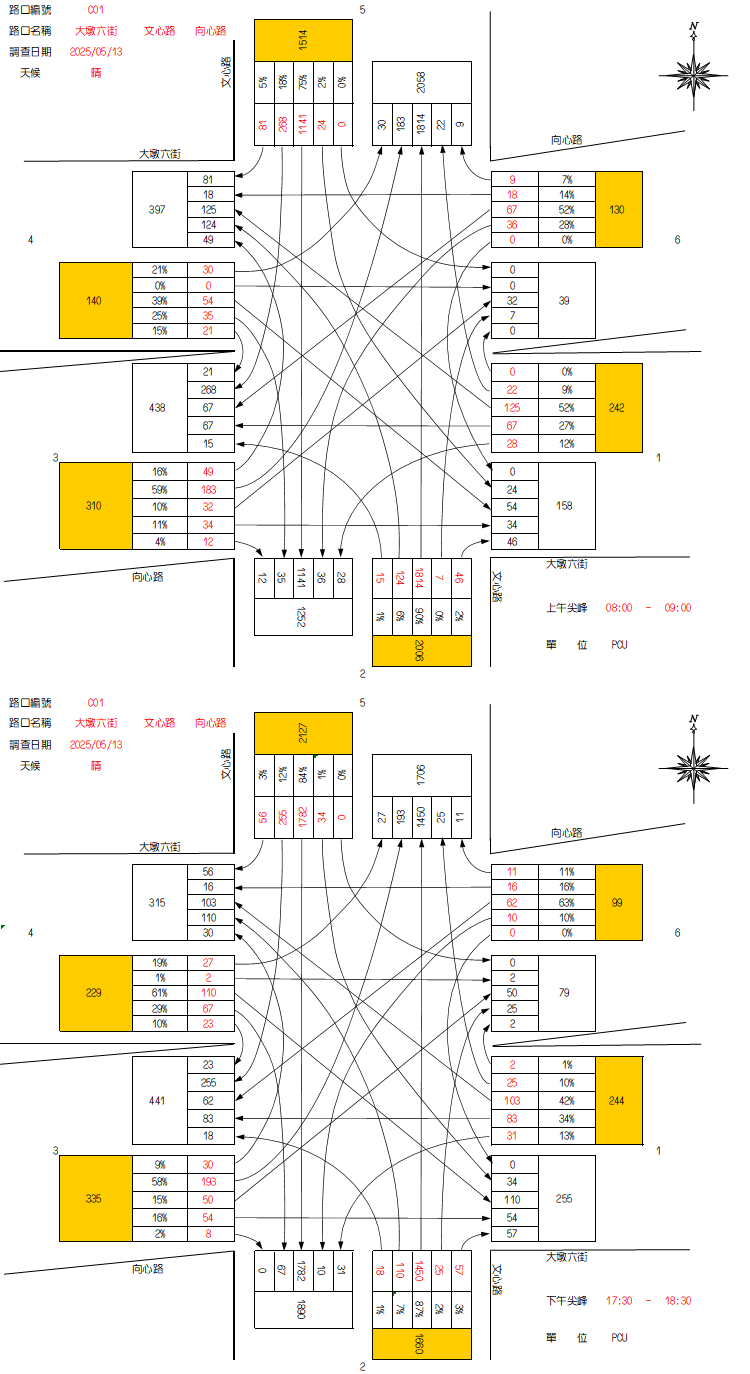 路口編號 C01
5
路口名稱 大墩六街 文心路 向心路
調查日期 2025/05/13
天候 晴
文心路
1514
5% 18% 75% 2% 0%
81 268 1141 24 0
2058
30 183 1814 22 9
N
向心路
大墩六街
81
18
397 125
124
49
9 7%
18 14%
67 52% 130
36 28%
0 0%
4
6
21% 30
0% 0
140 39% 54
25% 35
15% 21
0
0
32 39
7
0
21
268
438 67
67
15
0 0%
22 9%
125 52% 242
67 27%
28 12%
3
1
16% 49
59% 183
310 10% 32
11% 34
4% 12
0
24
54 158
34
46
向心路
12 35 1141 36 28
1252
15 124 1814 7 46
1% 6% 90% 0% 2%
2006
文心路
大墩六街
上午尖峰 08:00 - 09:00
單位 PCU
2
路口編號 C01
5
路口名稱 大墩六街 文心路 向心路
調查日期 2025/05/13
天候 晴
文心路
2127
3% 12% 84% 1% 0%
56 255 1782 34 0
1706
27 193 1450 25 11
N
向心路
大墩六街
56
16
315 103
110
30
11 11%
16 16%
62 63% 99
10 10%
0 0%
4
6
19% 27
1% 2
229 61% 110
29% 67
10% 23
0
2
50 79
25
2
23
255
441 62
83
18
2 1%
25 10%
103 42% 244
83 34%
31 13%
3
1
9% 30
58% 193
335 15% 50
16% 54
2% 8
0
34
110 255
54
57
向心路
0 67 1782 10 31
1890
18 110 1450 25 57
1% 7% 87% 2% 3%
1660
文心路
大墩六街
下午尖峰 17:30 - 18:30
單位 PCU
2